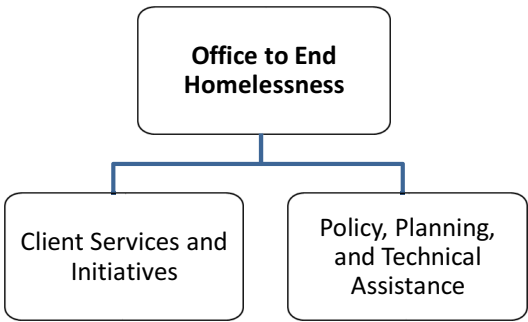 Office to End
Homelessness
Client Services and
Initiatives
Policy, Planning,
and Technical
Assistance